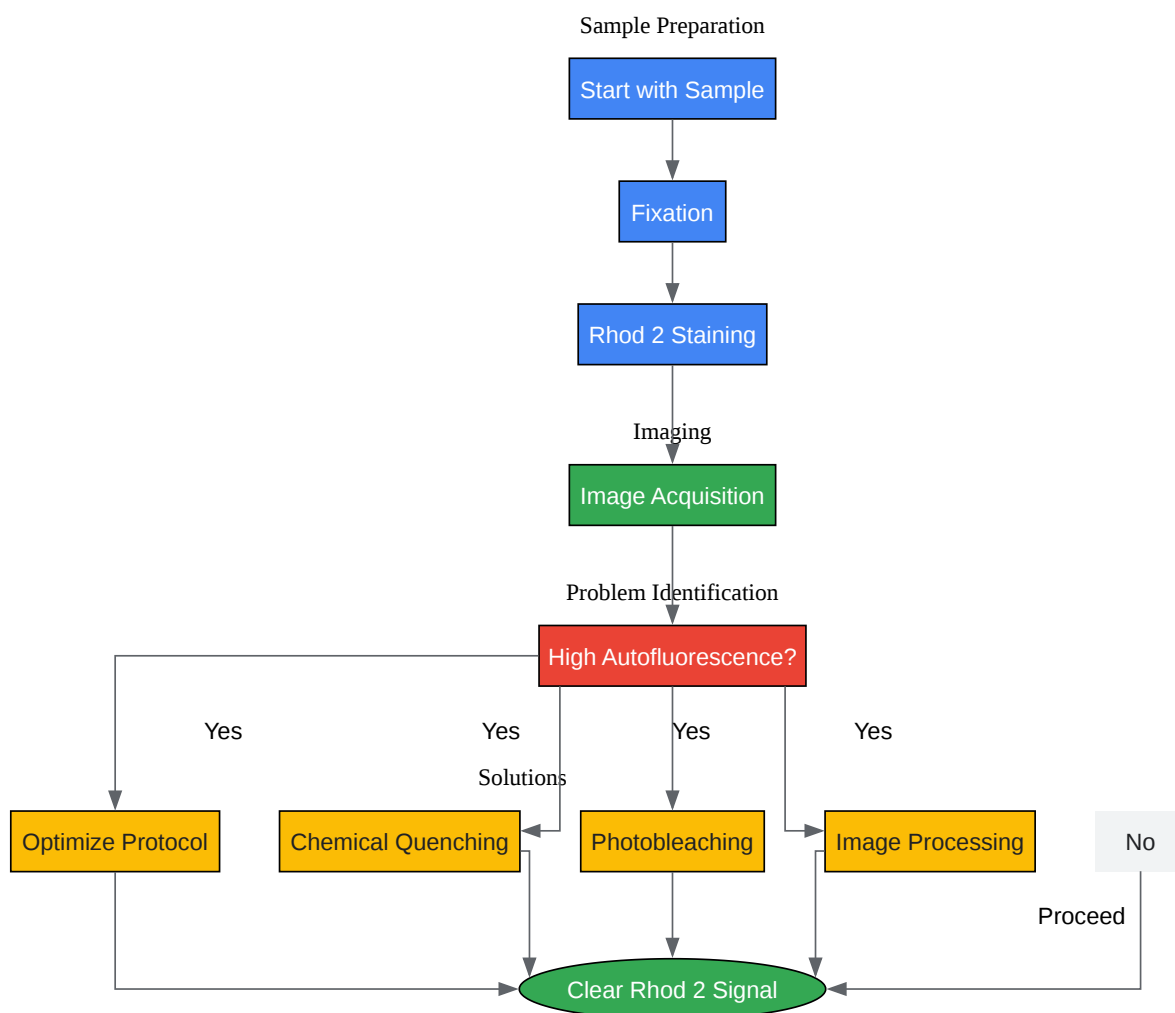 Sample Preparation
Start with Sample
Fixation
Rhod 2 Staining
Imaging
Image Acquisition
Problem Identification
High Autofluorescence?
Yes
Yes
Yes
Yes
Solutions
Optimize Protocol
Chemical Quenching
Photobleaching
Image Processing
No
Proceed
Clear Rhod 2 Signal